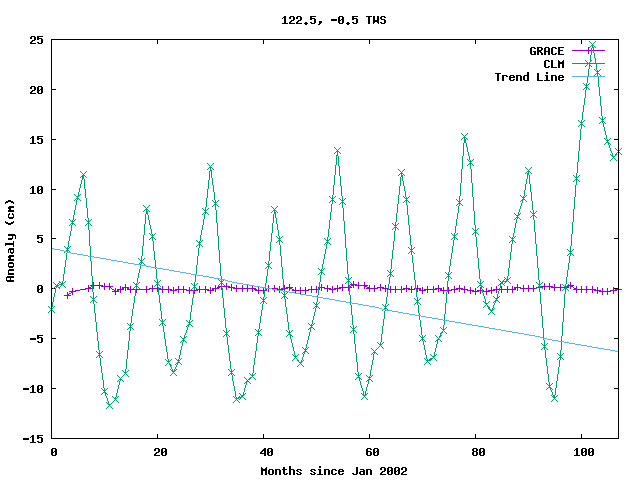 122.5, -0.5 TWS
GRACE
CLM
Trend Line
25
20
15
10
5
0
-5
-10
-15
Anomaly (cm)
0 20 40 60 80 100
Months since Jan 2002